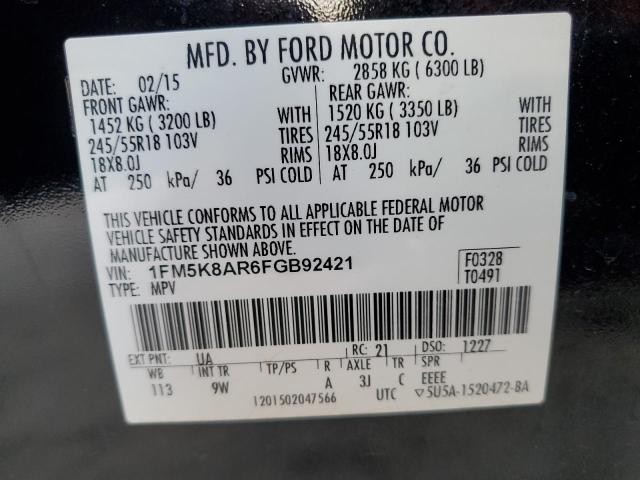 MFD. BY FORD MOTOR CO.
DATE: 02/15 GVWR: 2858 KG ( 6300 LB)
FRONT GAWR: REAR GAWR:
1452 KG ( 3200 LB) WITH 1520 KG ( 3350 LB) WITH
245/55R18 103V TIRES 245/55R18 103V TIRES
18X8.0J RIMS 18X8.0J RIMS
AT 250 kPa/ 36 PSI COLD AT 250 kPa/ 36 PSI COLD
THIS VEHICLE CONFORMS TO ALL APPLICABLE FEDERAL MOTOR
VEHICLE SAFETY STANDARDS IN EFFECT ON THE DATE OF
MANUFACTURE SHOWN ABOVE.
VIN: 1FM5K8AR6FGB92421 F0328
TYPE: MPV T0491
EXT PNT: UA RC: 21 DSO: 1227
WB INT TR TP/PS R AXLE TR SPR
113 9W A 3J C EEEE
1201502047566 UTC ▽5U5A-1520472-BA